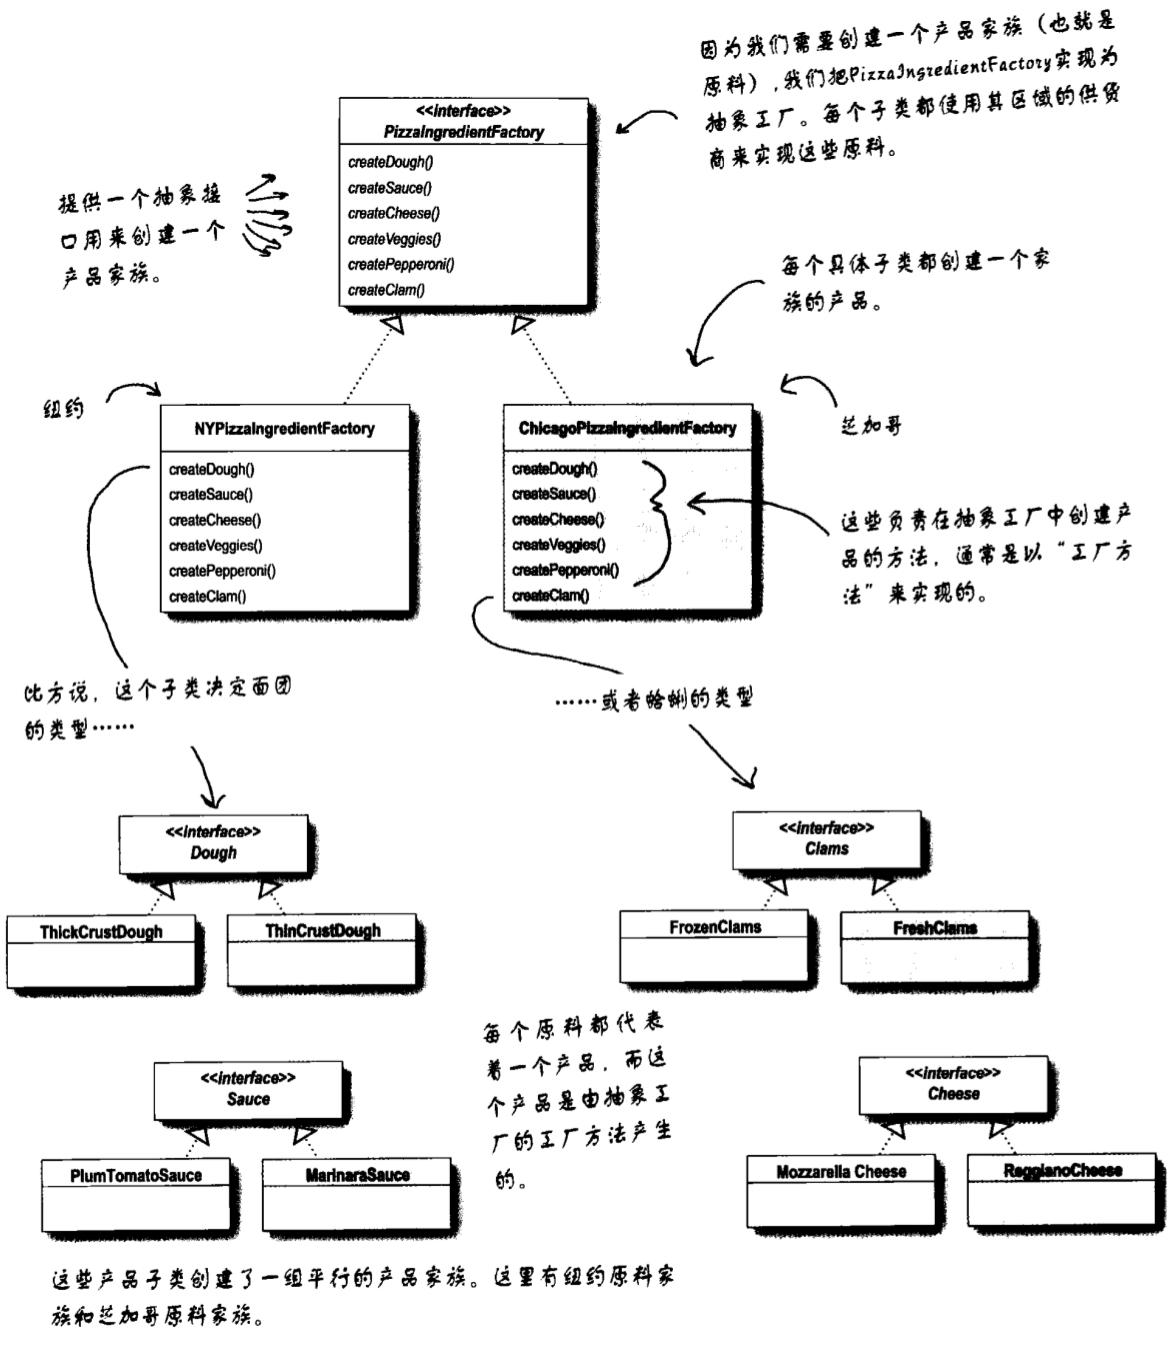 因为我们需要创建一个产品家族（也就是
原料）,我们把PizzaIngredientFactory实现为
抽象工厂。每个子类都使用其区域的供货
商来实现这些原料。
<<interface>>
PizzaIngredientFactory
createDough()
createSauce()
createCheese()
createVeggies()
createPepperoni()
createClam()
提供一个抽象接
口用来创建一个
产品家族。
每个具体子类都创建一个家
族的产品。
纽约
NYPizzaIngredientFactory
createDough()
createSauce()
createCheese()
createVeggies()
createPepperoni()
createClam()
ChicagoPizzaIngredientFactory
createDough()
createSauce()
createCheese()
createVeggies()
createPepperoni()
createClam()
芝加哥
这些负责在抽象工厂中创建产
品的方法，通常是以“工厂方
法”来实现的。
比方说，这个子类决定面团
的类型……
……或者蛤蜊的类型
<<interface>>
Dough
ThickCrustDough
ThinCrustDough
<<interface>>
Clams
FrozenClams
FreshClams
每个原料都代表
着一个产品，而这
个产品是由抽象工
厂的工厂方法产生
的。
<<interface>>
Sauce
PlumTomatoSauce
MarinaraSauce
<<interface>>
Cheese
Mozzarella Cheese
ReggianoCheese
这些产品子类创建了一组平行的产品家族。这里有纽约原料家
族和芝加哥原料家族。